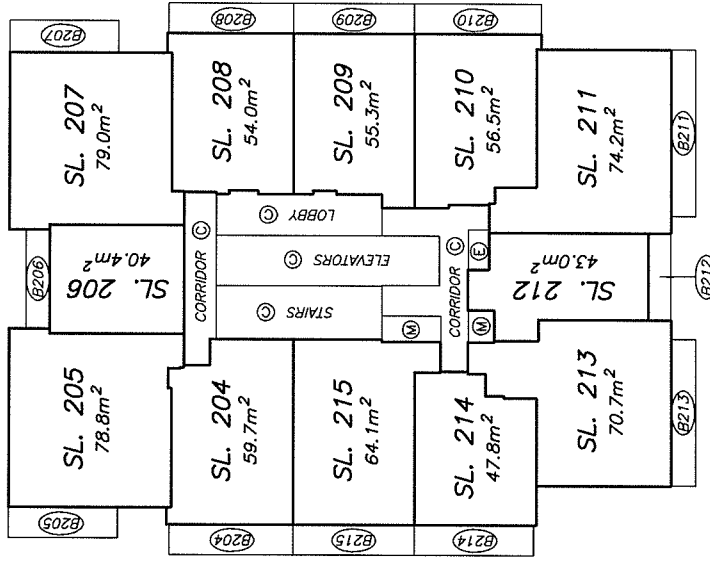 B208
B209
B210
B207
SL. 207
79.0m²
SL. 208
54.0m²
SL. 209
55.3m²
SL. 210
56.5m²
SL. 211
74.2m²
B211
LOBBY
C
B206
SL. 206
40.4m²
CORRIDOR C
ELEVATORS
C
CORRIDOR C
E
SL. 212
43.0m²
B212
STAIRS
C
M
M
SL. 205
78.8m²
SL. 204
59.7m²
SL. 215
64.1m²
SL. 214
47.8m²
SL. 213
70.7m²
B213
B205
B204
B215
B214